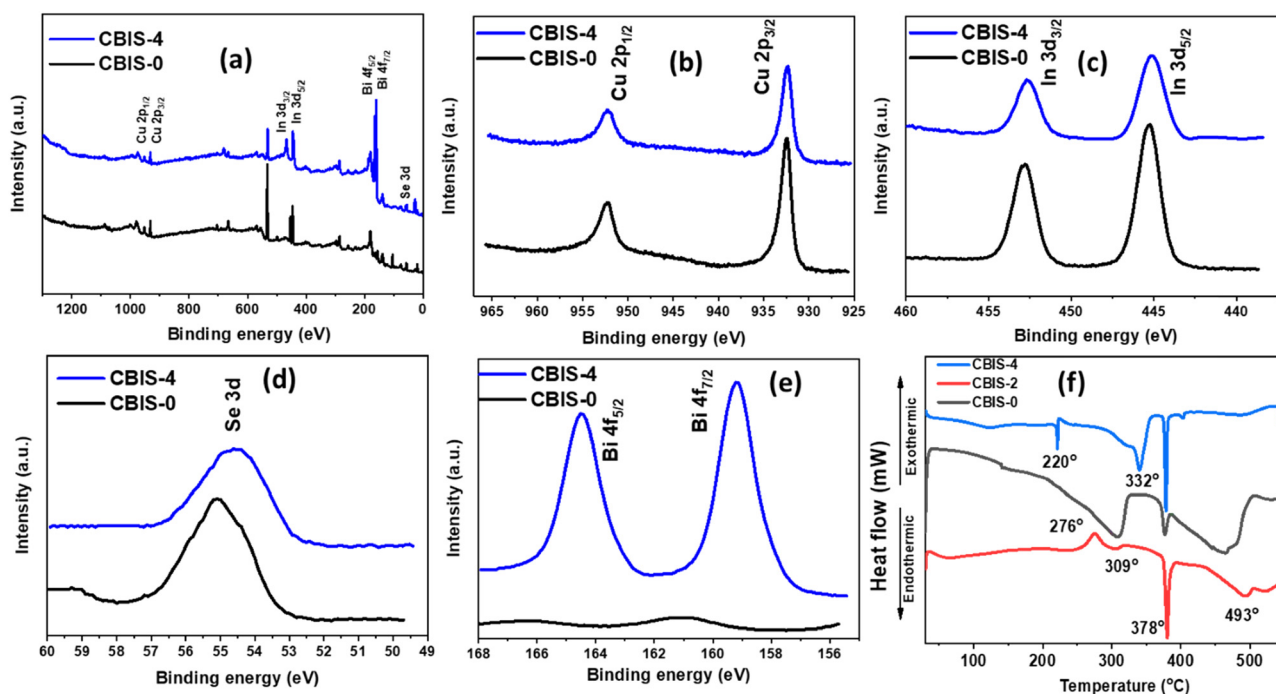 CBIS-4
CBIS-0
(a)
Cu 2p1/2
Cu 2p3/2
In 3d3/2
In 3d5/2
Bi 4f5/2
Bi 4f7/2
Se 3d
Intensity (a.u.)
1200 1000 800 600 400 200 0
Binding energy (eV)
CBIS-4
CBIS-0
(b)
Cu 2p1/2
Cu 2p3/2
Intensity (a.u.)
965 960 955 950 945 940 935 930 925
Binding energy (eV)
CBIS-4
CBIS-0
(c)
In 3d3/2
In 3d5/2
Intensity (a.u.)
460 455 450 445 440
Binding energy (eV)
CBIS-4
CBIS-0
(d)
Se 3d
Intensity (a.u.)
60 59 58 57 56 55 54 53 52 51 50 49
Binding energy (eV)
CBIS-4
CBIS-0
(e)
Bi 4f5/2
Bi 4f7/2
Intensity (a.u.)
168 166 164 162 160 158 156
Binding energy (eV)
CBIS-4
CBIS-2
CBIS-0
(f)
Exothermic
Heat flow (mW)
Endothermic
220°
332°
276°
309°
378°
493°
100 200 300 400 500
Temperature (°C)